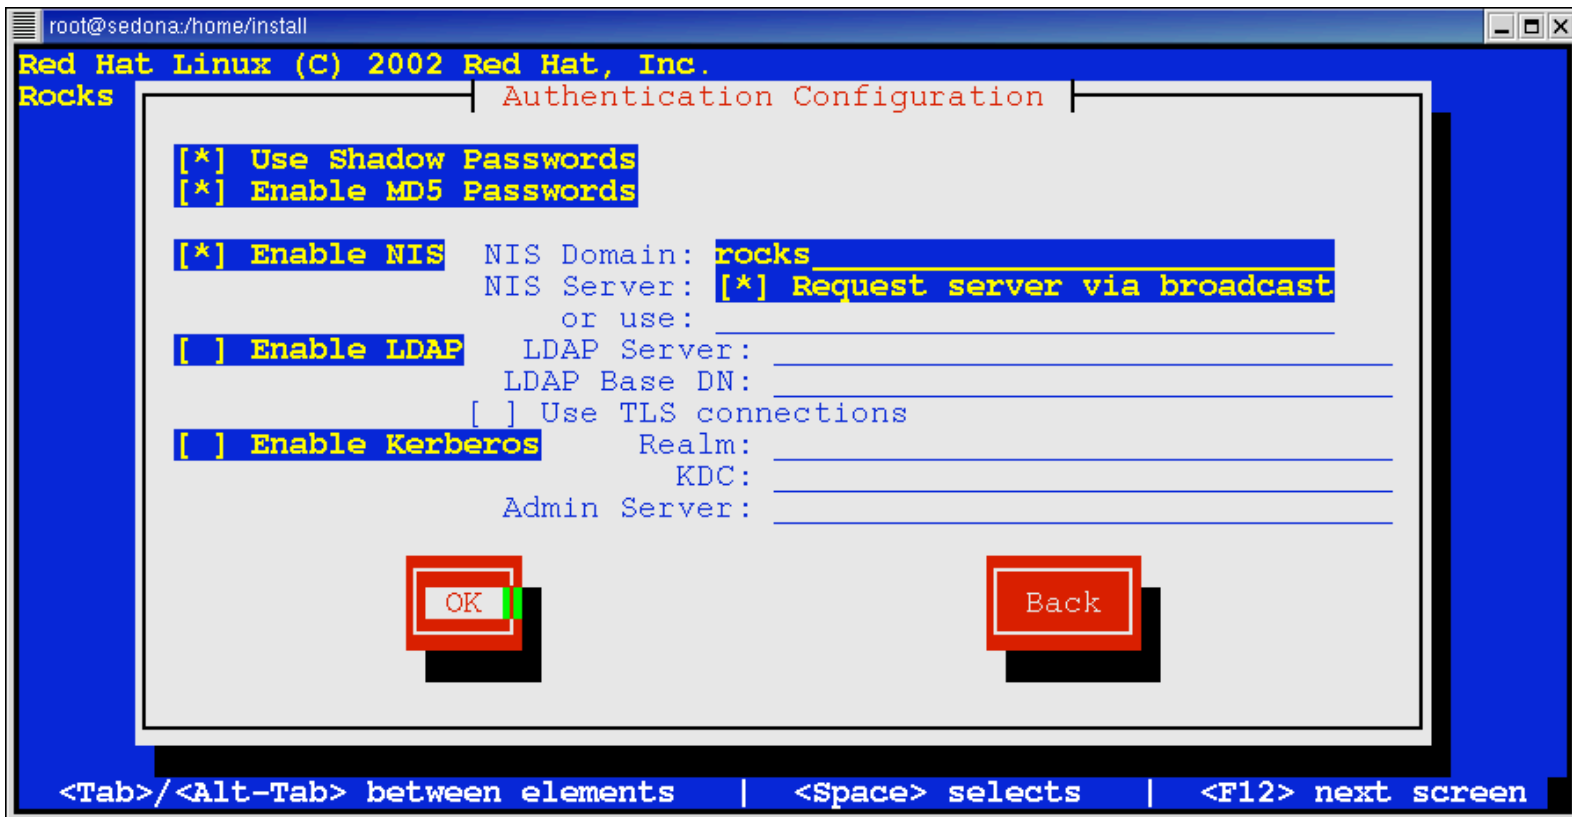 root@sedona:/home/install
Red Hat Linux (C) 2002 Red Hat, Inc.
Rocks
Authentication Configuration
[*] Use Shadow Passwords
[*] Enable MD5 Passwords
[*] Enable NIS NIS Domain: rocks
NIS Server: [*] Request server via broadcast
or use:
[ ] Enable LDAP LDAP Server:
LDAP Base DN:
[ ] Use TLS connections
[ ] Enable Kerberos Realm:
KDC:
Admin Server:
OK Back
<Tab>/<Alt-Tab> between elements | <Space> selects | <F12> next screen